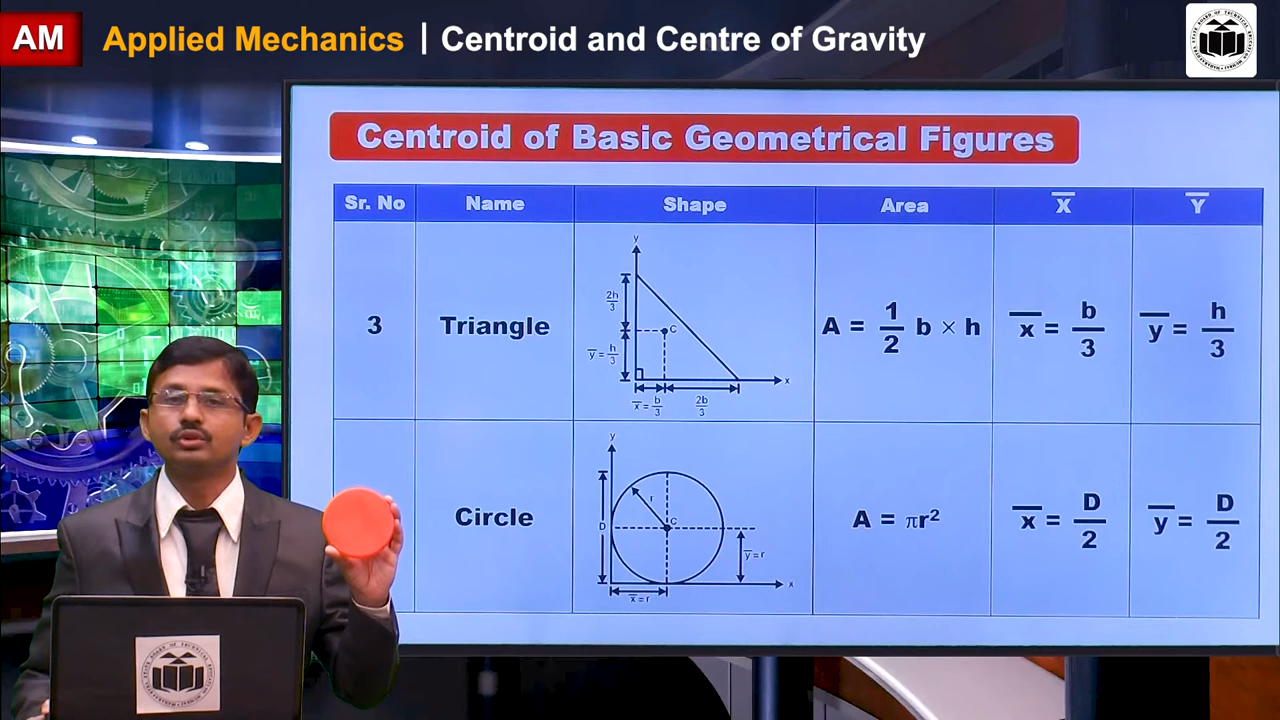 AM Applied Mechanics | Centroid and Centre of Gravity
Centroid of Basic Geometrical Figures
Sr. No Name Shape Area X̅ Y̅
3 Triangle A = 1/2 b × h x̅ = b/3 y̅ = h/3
y
2h/3
C
y̅ = h/3
x
x̅ = b/3 2b/3
Circle A = πr² x̅ = D/2 y̅ = D/2
y
r
D C
y̅ = r
x
x̅ = r